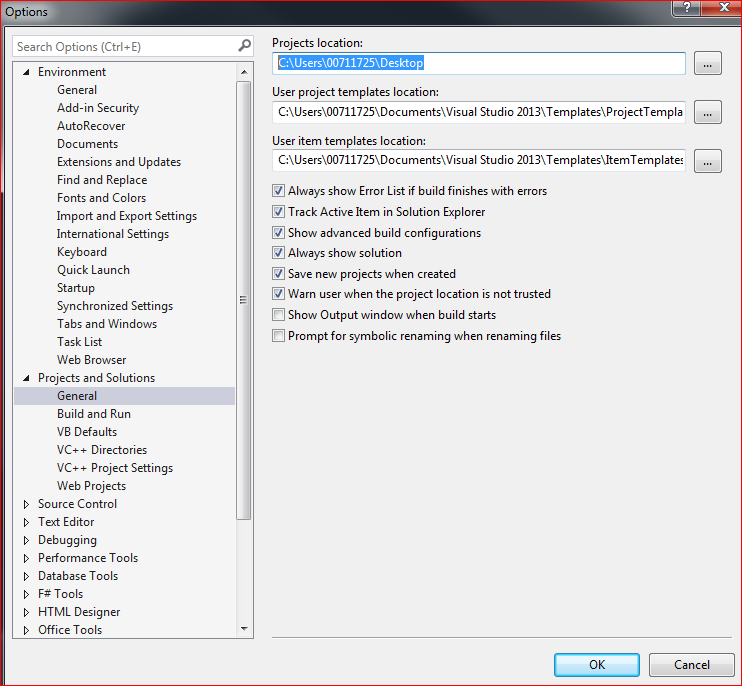 Options
?
Search Options (Ctrl+E)
Environment
General
Add-in Security
AutoRecover
Documents
Extensions and Updates
Find and Replace
Fonts and Colors
Import and Export Settings
International Settings
Keyboard
Quick Launch
Startup
Synchronized Settings
Tabs and Windows
Task List
Web Browser
Projects and Solutions
General
Build and Run
VB Defaults
VC++ Directories
VC++ Project Settings
Web Projects
Source Control
Text Editor
Debugging
Performance Tools
Database Tools
F# Tools
HTML Designer
Office Tools
Projects location:
C:\Users\00711725\Desktop
...
User project templates location:
C:\Users\00711725\Documents\Visual Studio 2013\Templates\ProjectTempla
...
User item templates location:
C:\Users\00711725\Documents\Visual Studio 2013\Templates\ItemTemplates
...
Always show Error List if build finishes with errors
Track Active Item in Solution Explorer
Show advanced build configurations
Always show solution
Save new projects when created
Warn user when the project location is not trusted
Show Output window when build starts
Prompt for symbolic renaming when renaming files
OK
Cancel